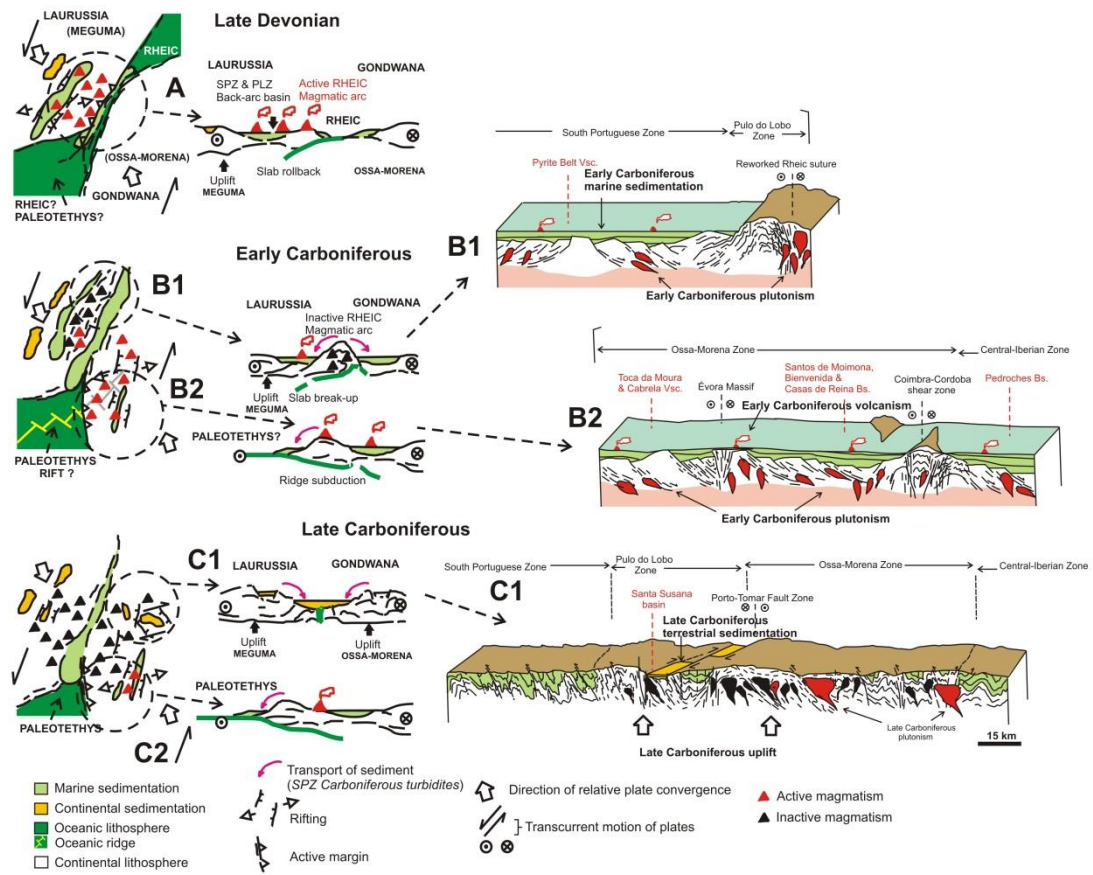 LAURUSSIA
(MEGUMA)
Late Devonian
RHEIC
A
LAURUSSIA
GONDWANA
SPZ & PLZ
Back-arc basin
Active RHEIC
Magmatic arc
RHEIC
(OSSA-MORENA)
GONDWANA
RHEIC?
PALEOTETHYS?
Uplift
MEGUMA
Slab rollback
OSSA-MORENA
South Portuguese Zone
Pulo do Lobo
Zone
Pyrite Belt Vsc.
Early Carboniferous
marine sedimentation
Reworked Rheic suture
B1
Early Carboniferous plutonism
Early Carboniferous
B1
LAURUSSIA
GONDWANA
Inactive RHEIC
Magmatic arc
Uplift
MEGUMA
Slab break-up
B2
PALEOTETHYS?
Ridge subduction
PALEOTETHYS
RIFT ?
Ossa-Morena Zone
Central-Iberian Zone
Toca da Moura
& Cabrela Vsc.
Évora Massif
Santos de Moimona,
Bienvenida &
Casas de Reina Bs.
Coimbra-Cordoba
shear zone
Pedroches Bs.
Early Carboniferous volcanism
B2
Early Carboniferous plutonism
Late Carboniferous
C1
LAURUSSIA
GONDWANA
Uplift
MEGUMA
Uplift
OSSA-MORENA
PALEOTETHYS
PALEOTETHYS
C2
C1
South Portuguese Zone
Pulo do Lobo
Zone
Ossa-Morena Zone
Central-Iberian Zone
Santa Susana
basin
Porto-Tomar Fault Zone
Late Carboniferous
terrestrial sedimentation
Late Carboniferous
plutonism
Late Carboniferous uplift
15 km
Marine sedimentation
Continental sedimentation
Oceanic lithosphere
Oceanic ridge
Continental lithosphere
Transport of sediment
(SPZ Carboniferous turbidites)
Rifting
Active margin
Direction of relative plate convergence
Transcurrent motion of plates
Active magmatism
Inactive magmatism